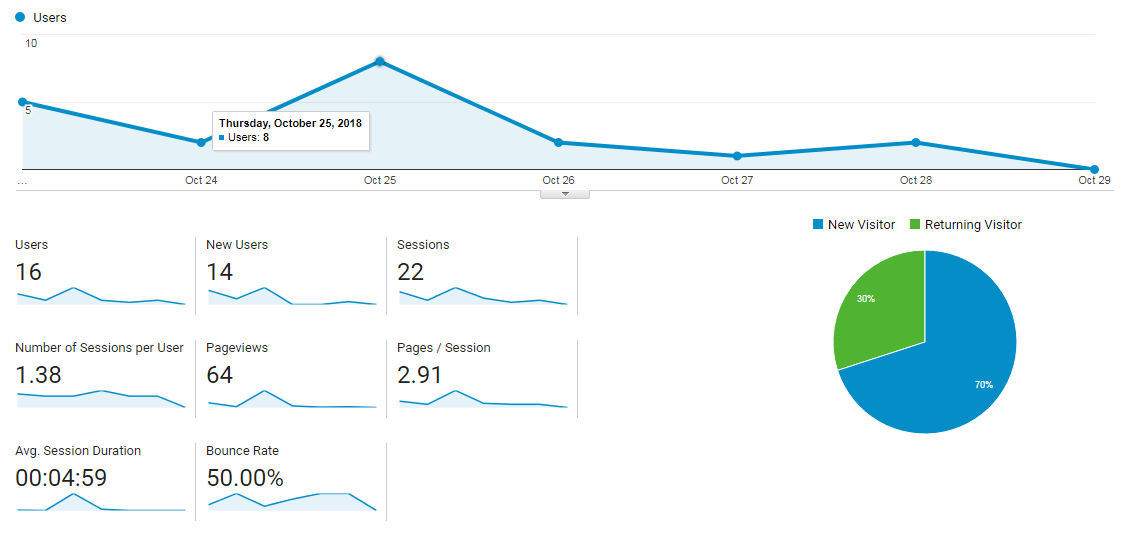 Users
10
5
Thursday, October 25, 2018
Users: 8
...
Oct 24
Oct 25
Oct 26
Oct 27
Oct 28
Oct 29
New Visitor
Returning Visitor
Users
16
New Users
14
Sessions
22
Number of Sessions per User
1.38
Pageviews
64
Pages / Session
2.91
Avg. Session Duration
00:04:59
Bounce Rate
50.00%
30%
70%